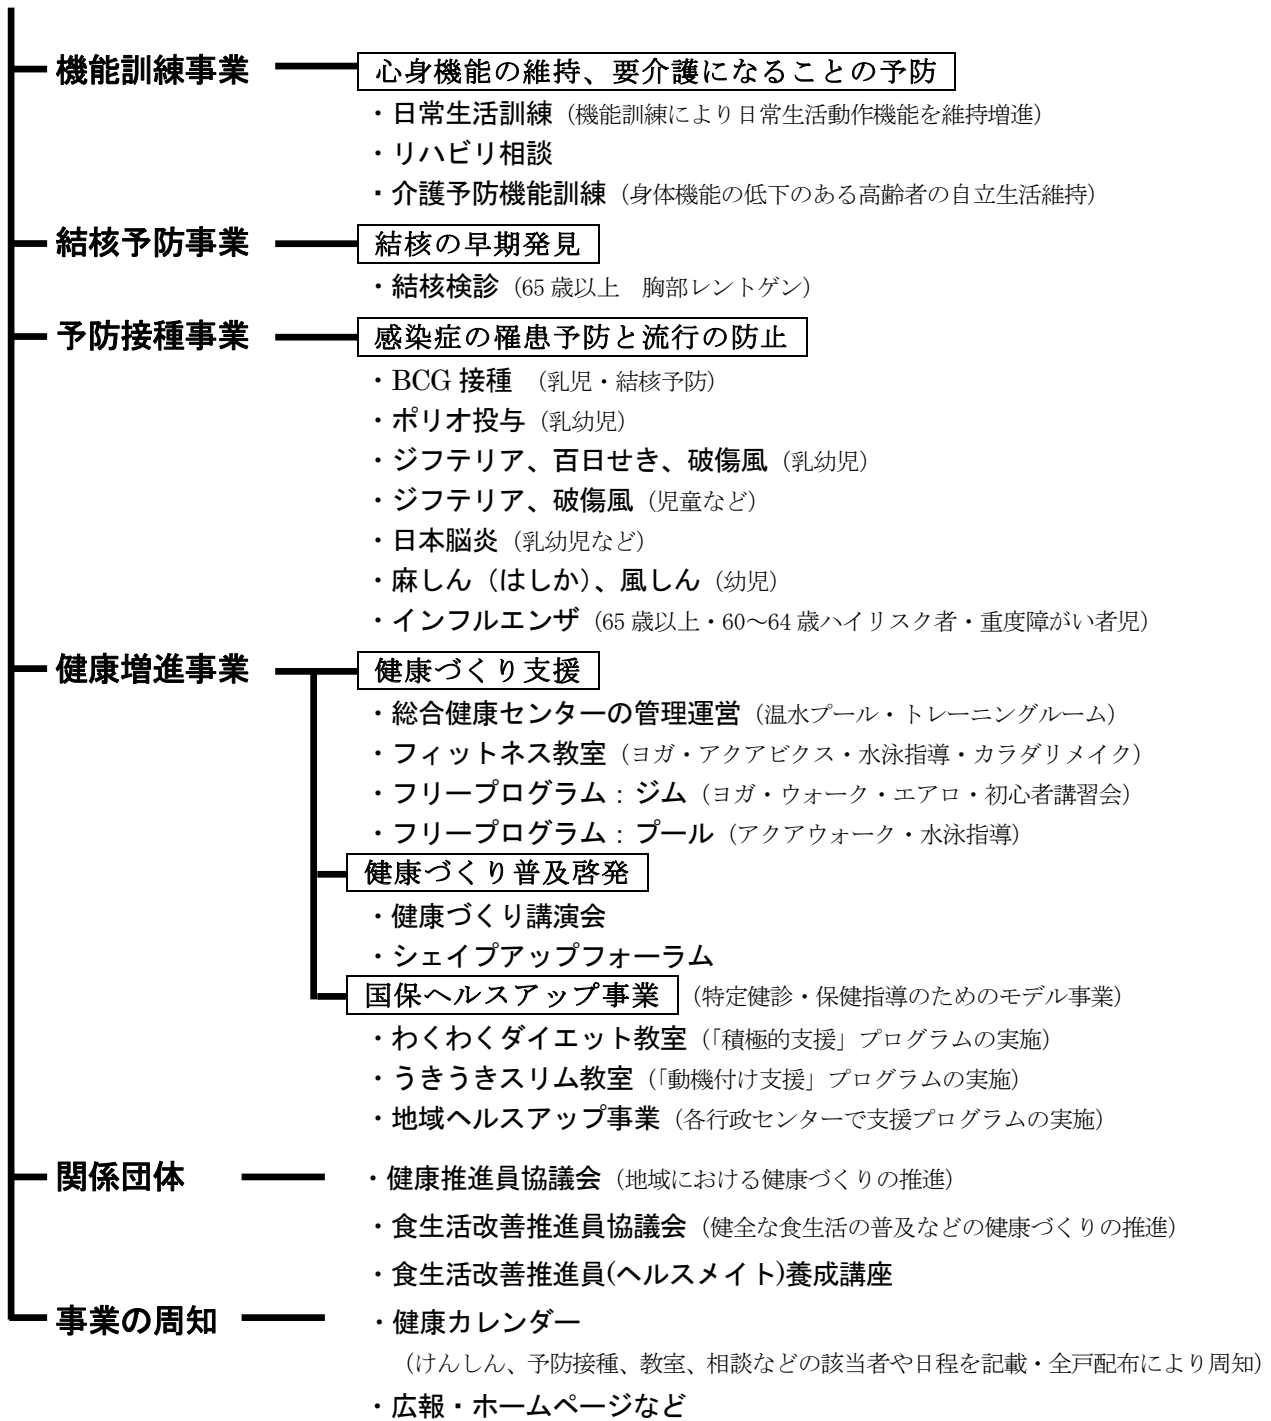 機能訓練事業 心身機能の維持、要介護になることの予防
・日常生活訓練（機能訓練により日常生活動作機能を維持増進）
・リハビリ相談
・介護予防機能訓練（身体機能の低下のある高齢者の自立生活維持）
結核予防事業 結核の早期発見
・結核検診（65 歳以上　胸部レントゲン）
予防接種事業 感染症の罹患予防と流行の防止
・BCG 接種　（乳児・結核予防）
・ポリオ投与（乳幼児）
・ジフテリア、百日せき、破傷風（乳幼児）
・ジフテリア、破傷風（児童など）
・日本脳炎（乳幼児など）
・麻しん（はしか）、風しん（幼児）
・インフルエンザ（65 歳以上・60～64 歳ハイリスク者・重度障がい者児）
健康増進事業 健康づくり支援
・総合健康センターの管理運営（温水プール・トレーニングルーム）
・フィットネス教室（ヨガ・アクアビクス・水泳指導・カラダリメイク）
・フリープログラム：ジム（ヨガ・ウォーク・エアロ・初心者講習会）
・フリープログラム：プール（アクアウォーク・水泳指導）
健康づくり普及啓発
・健康づくり講演会
・シェイプアップフォーラム
国保ヘルスアップ事業（特定健診・保健指導のためのモデル事業）
・わくわくダイエット教室（「積極的支援」プログラムの実施）
・うきうきスリム教室（「動機付け支援」プログラムの実施）
・地域ヘルスアップ事業（各行政センターで支援プログラムの実施）
関係団体 ・健康推進員協議会（地域における健康づくりの推進）
・食生活改善推進員協議会（健全な食生活の普及などの健康づくりの推進）
・食生活改善推進員(ヘルスメイト)養成講座
事業の周知 ・健康カレンダー
（けんしん、予防接種、教室、相談などの該当者や日程を記載・全戸配布により周知）
・広報・ホームページなど